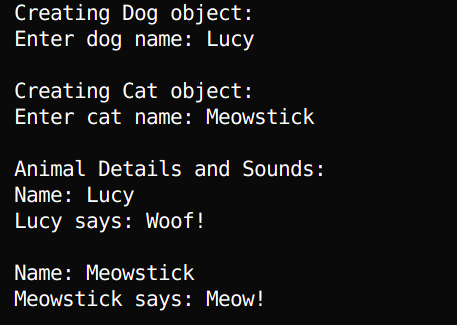 Creating Dog object:
Enter dog name: Lucy
Creating Cat object:
Enter cat name: Meowstick
Animal Details and Sounds:
Name: Lucy
Lucy says: Woof!
Name: Meowstick
Meowstick says: Meow!